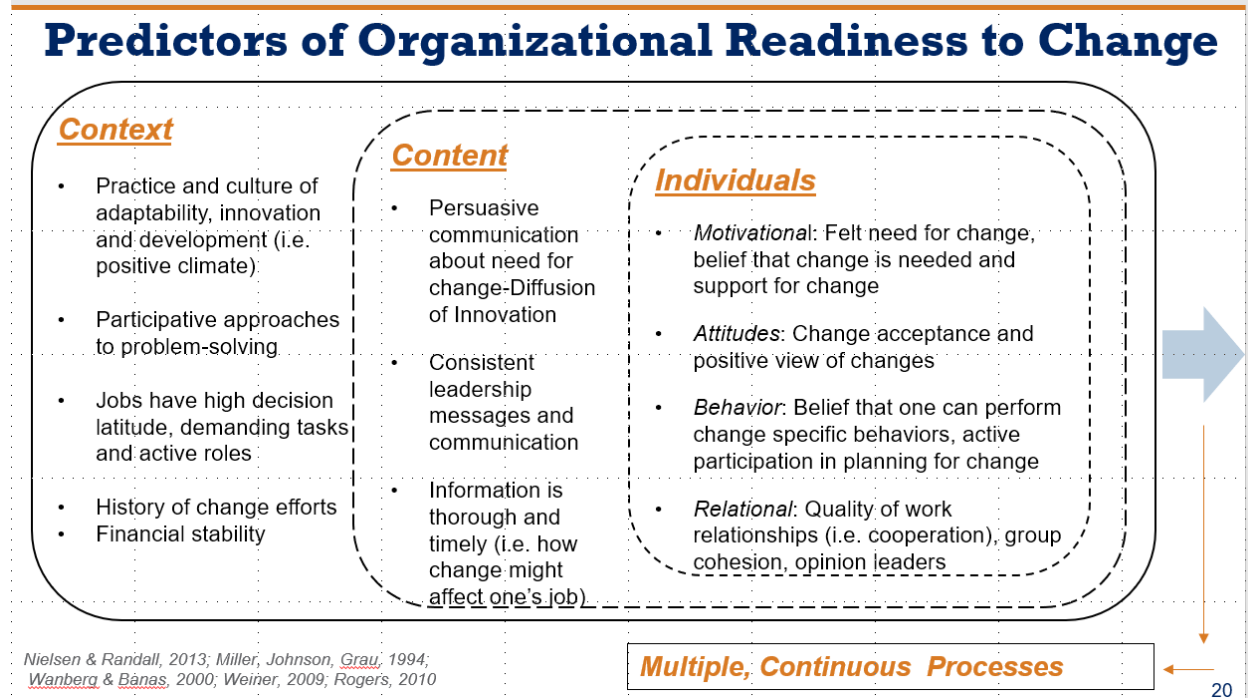 Predictors of Organizational Readiness to Change
Context
• Practice and culture of
adaptability, innovation
and development (i.e.
positive climate)
• Participative approaches
to problem-solving
• Jobs have high decision
latitude, demanding tasks
and active roles
• History of change efforts
• Financial stability
Content
• Persuasive
communication
about need for
change-Diffusion
of Innovation
• Consistent
leadership
messages and
communication
• Information is
thorough and
timely (i.e. how
change might
affect one's job)
Individuals
• Motivational: Felt need for change,
belief that change is needed and
support for change
• Attitudes: Change acceptance and
positive view of changes
• Behavior: Belief that one can perform
change specific behaviors, active
participation in planning for change
• Relational: Quality of work
relationships (i.e. cooperation), group
cohesion, opinion leaders
Nielsen & Randall, 2013; Miller, Johnson, Grau, 1994;
Wanberg & Banas, 2000; Weiner, 2009; Rogers, 2010
Multiple, Continuous Processes
20